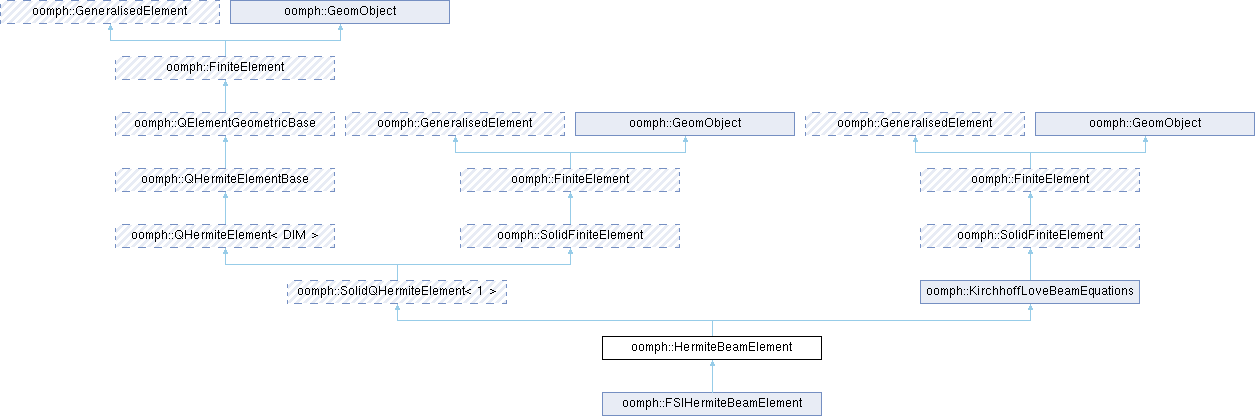 oomph::GeneralisedElement
oomph::GeomObject
oomph::FiniteElement
oomph::QElementGeometricBase
oomph::GeneralisedElement
oomph::GeomObject
oomph::GeneralisedElement
oomph::GeomObject
oomph::QHermiteElementBase
oomph::FiniteElement
oomph::FiniteElement
oomph::QHermiteElement< DIM >
oomph::SolidFiniteElement
oomph::SolidFiniteElement
oomph::SolidQHermiteElement< 1 >
oomph::KirchhoffLoveBeamEquations
oomph::HermiteBeamElement
oomph::FSIHermiteBeamElement